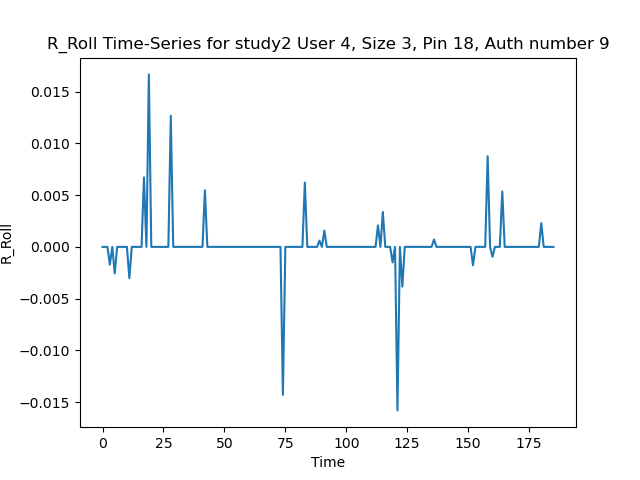 R_Roll Time-Series for study2 User 4, Size 3, Pin 18, Auth number 9
0.015
0.010
0.005
0.000
−0.005
−0.010
−0.015
R_Roll
0 25 50 75 100 125 150 175
Time